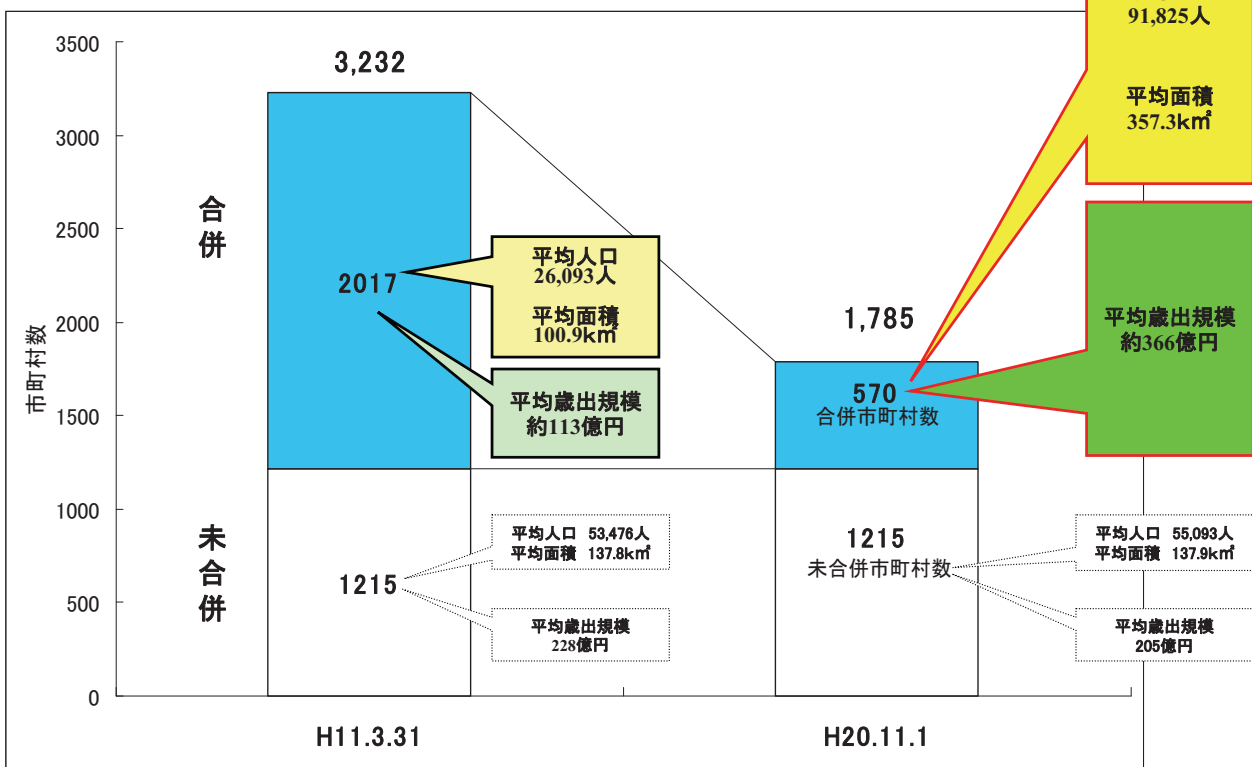 91,825人
平均面積
357.3k㎡
3500
3000
2500
2000
1500
1000
500
0
市町村数
合併
未合併
3,232
2017
平均人口
26,093人
平均面積
100.9k㎡
平均歳出規模
約113億円
1215
平均人口 53,476人
平均面積 137.8k㎡
平均歳出規模
228億円
1,785
570
合併市町村数
平均歳出規模
約366億円
1215
未合併市町村数
平均人口 55,093人
平均面積 137.9k㎡
平均歳出規模
205億円
H11.3.31
H20.11.1